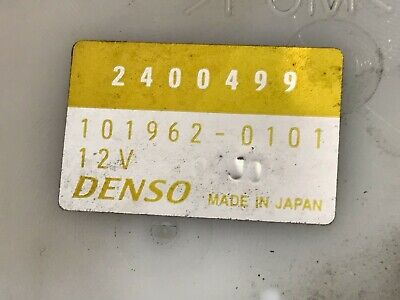 2400499
101962-0101
12V
DENSO MADE IN JAPAN